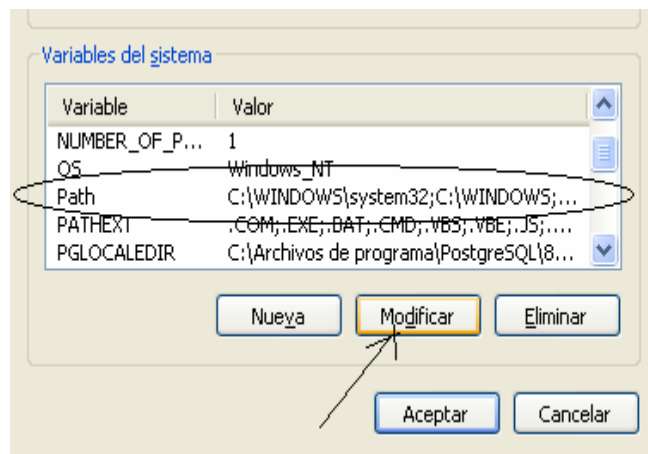 Variables del sistema
Variable Valor
NUMBER_OF_P... 1
OS Windows_NT
Path C:\WINDOWS\system32;C:\WINDOWS;...
PATHEXT .COM;.EXE;.BAT;.CMD;.VBS;.VBE;.JS;....
PGLOCALEDIR C:\Archivos de programa\PostgreSQL\8...
Nueva Modificar Eliminar
Aceptar Cancelar